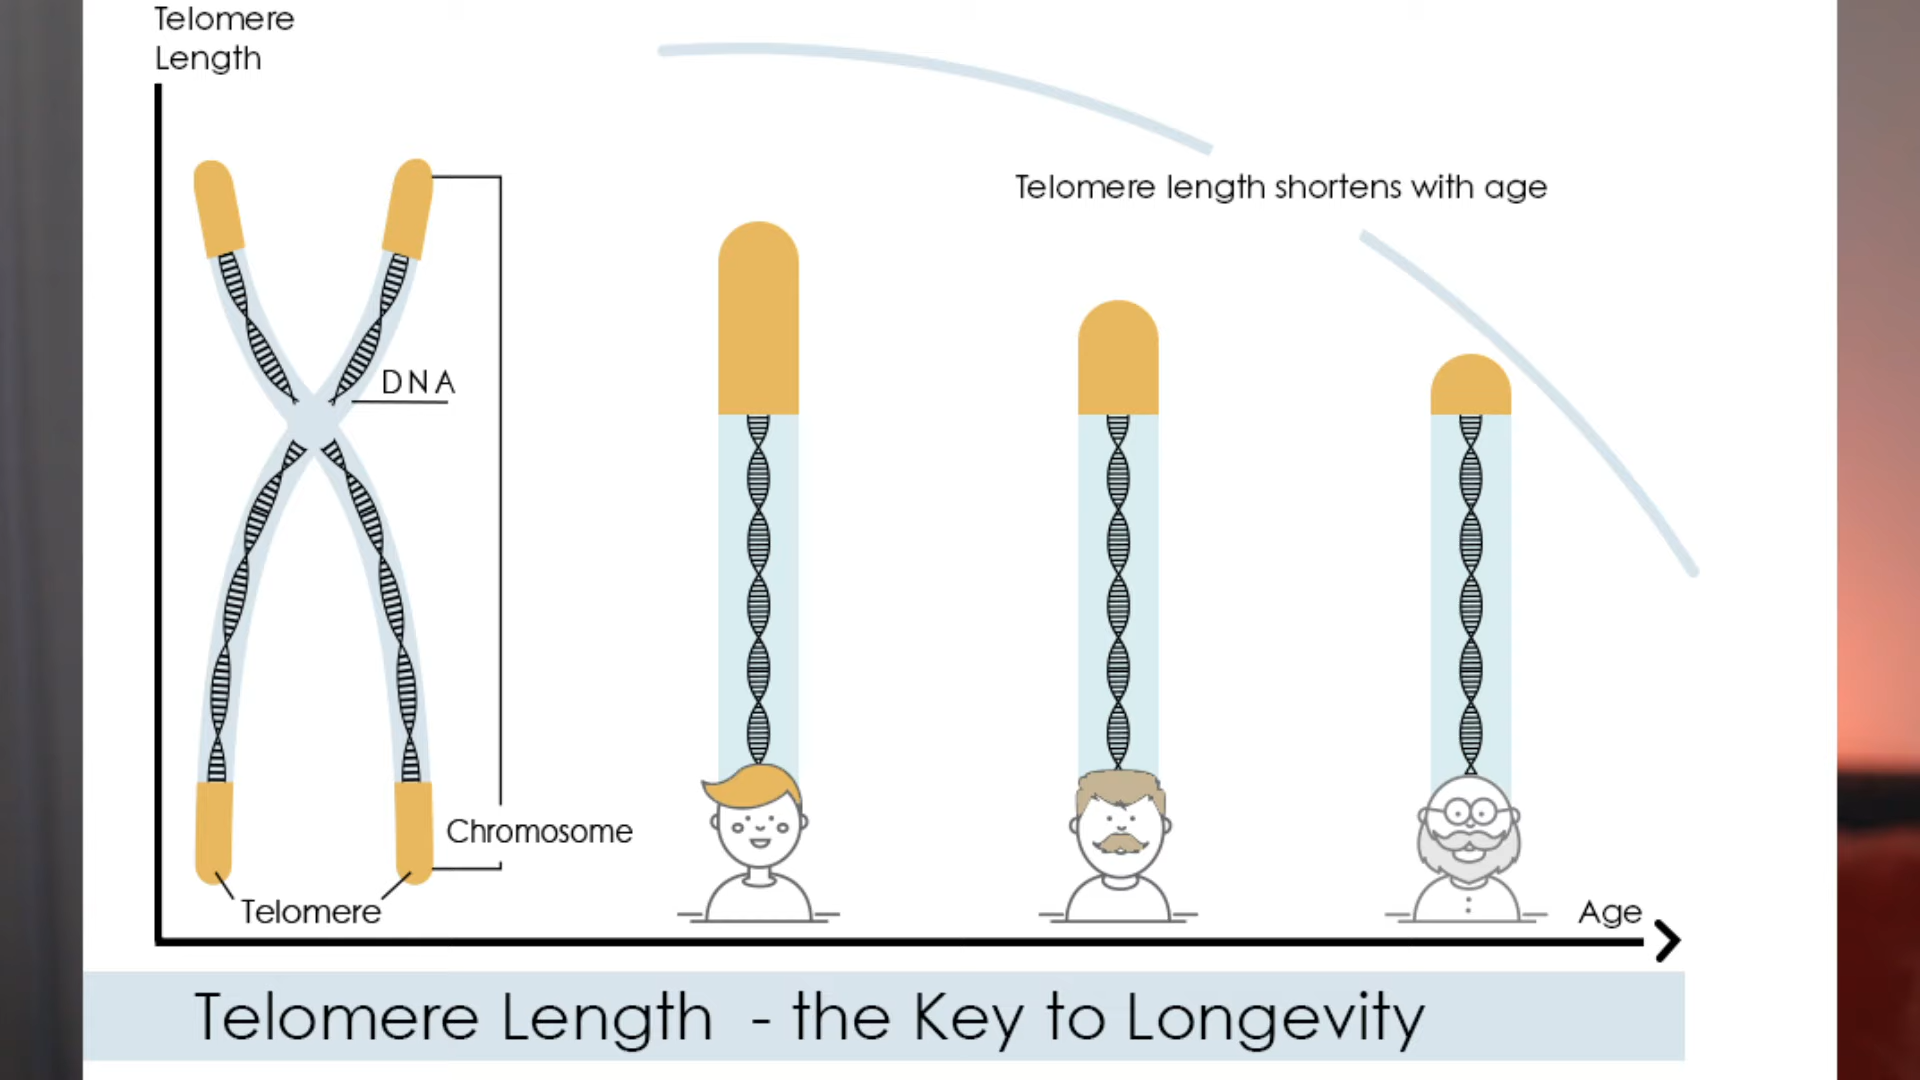 Telomere
Length
Telomere length shortens with age
DNA
Chromosome
Telomere
Age
Telomere Length - the Key to Longevity